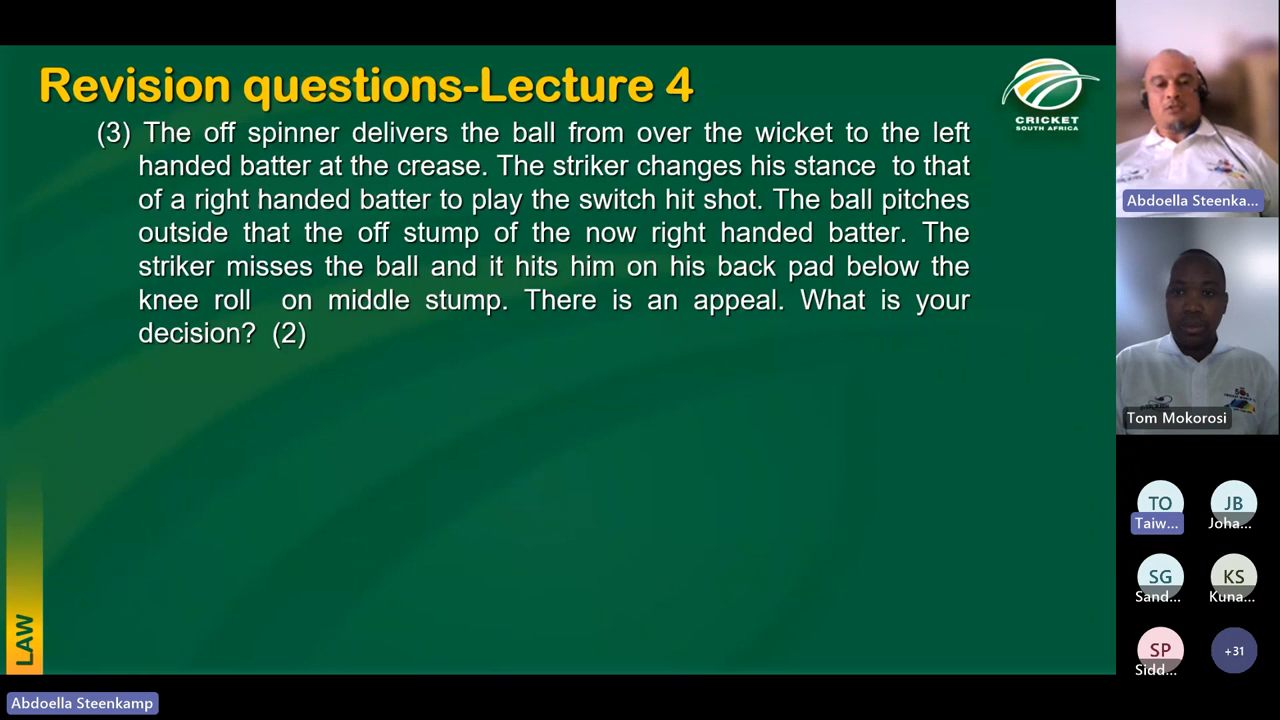 Revision questions-Lecture 4
CRICKET
SOUTH AFRICA
(3) The off spinner delivers the ball from over the wicket to the left
handed batter at the crease. The striker changes his stance to that
of a right handed batter to play the switch hit shot. The ball pitches
outside that the off stump of the now right handed batter. The
striker misses the ball and it hits him on his back pad below the
knee roll on middle stump. There is an appeal. What is your
decision? (2)
LAW
Abdoella Steenkamp
Abdoella Steenka...
Tom Mokorosi
TO
Taiw...
JB
Joha...
SG
Sand...
KS
Kuna...
SP
Sidd...
+31